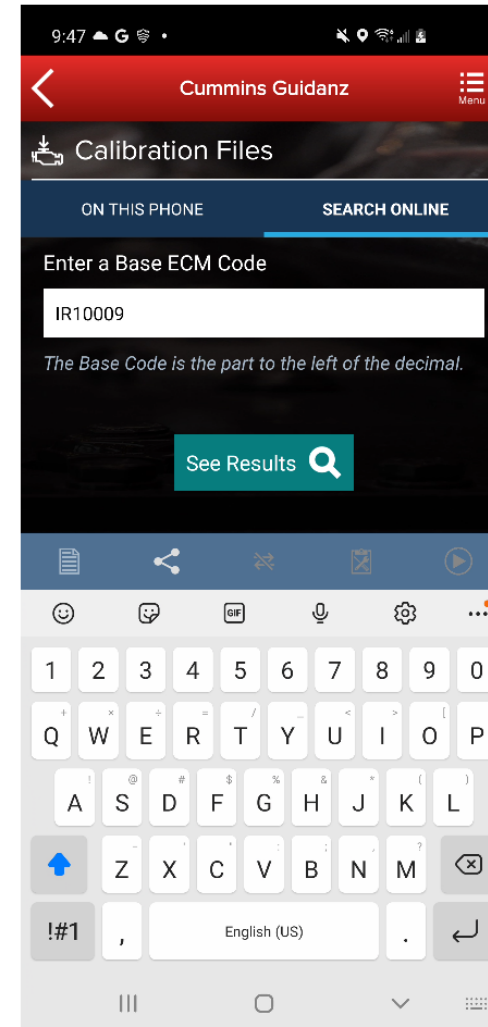 9:47 G
Cummins Guidanz
Menu
Calibration Files
ON THIS PHONE SEARCH ONLINE
Enter a Base ECM Code
IR10009
The Base Code is the part to the left of the decimal.
See Results
GIF
1 2 3 4 5 6 7 8 9 0
+ × ÷ = / _ < > [
Q W E R T Y U I O P
! @ # $ % & * ( )
A S D F G H J K L
- ' " : ; , ?
Z X C V B N M
!#1 , English (US) .